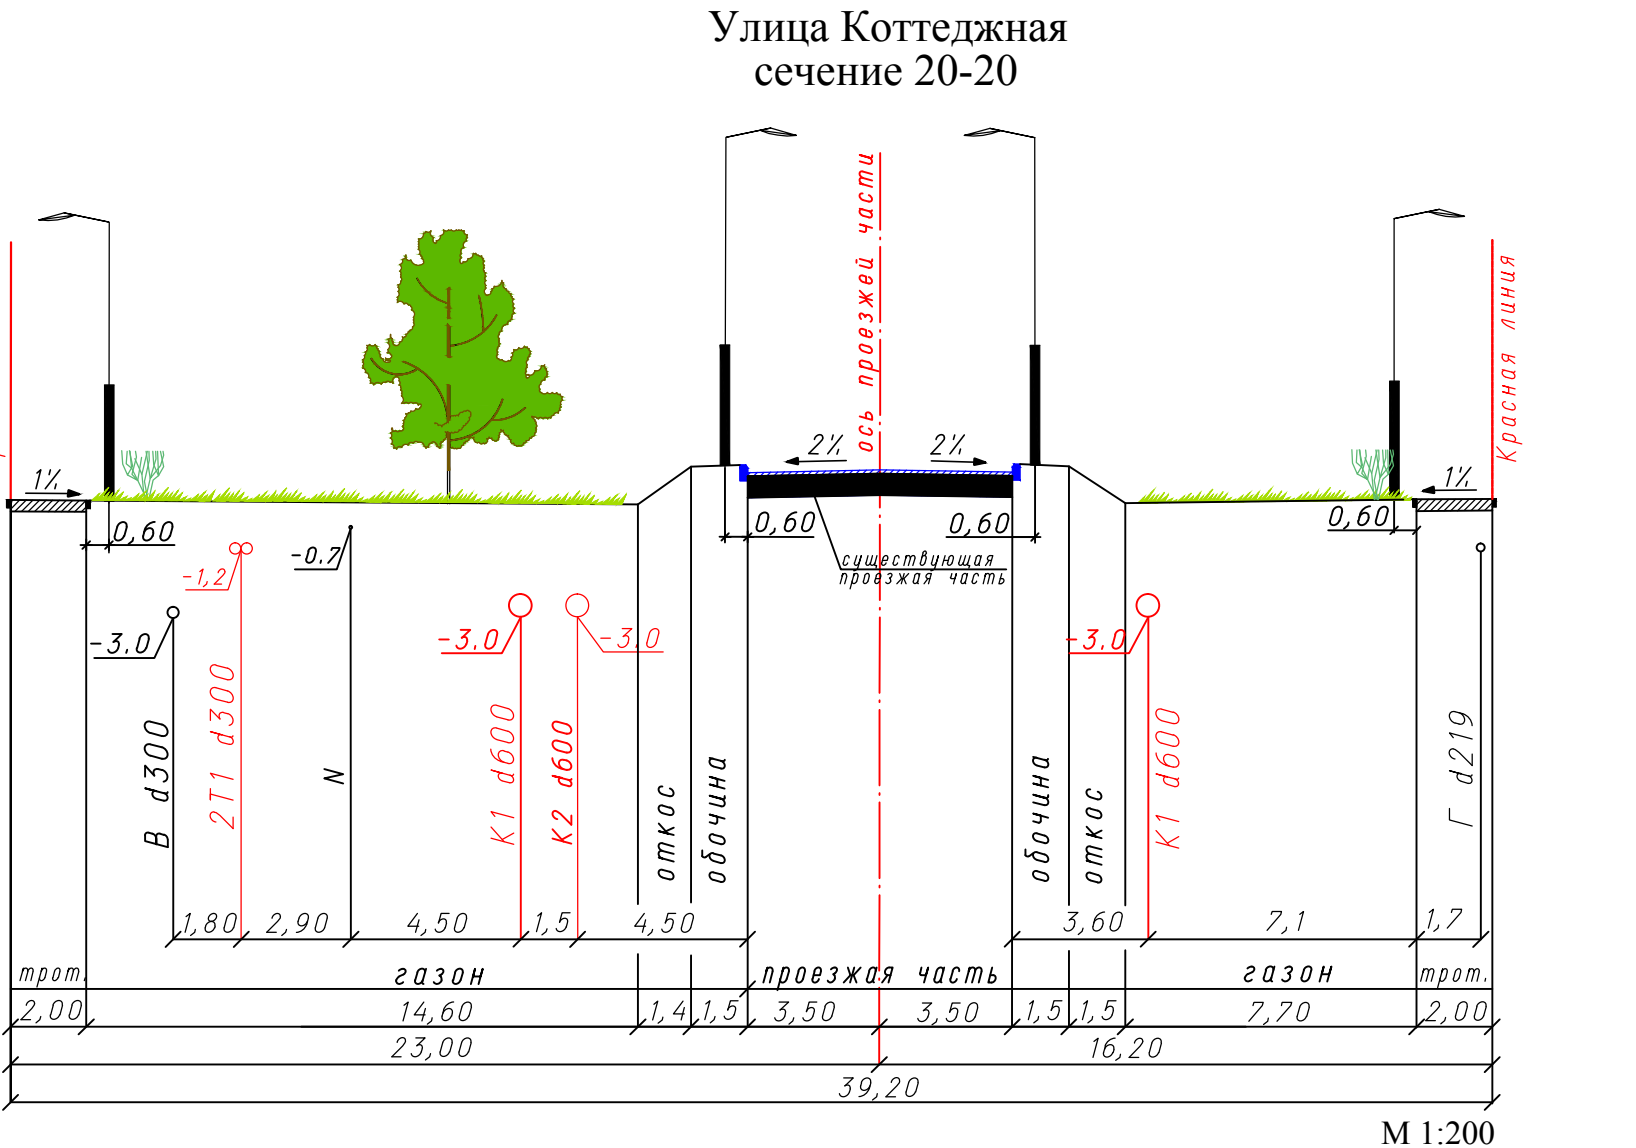 Улица Коттеджная
сечение 20-20
ось проезжей части
Красная линия
2% 2%
1% 1%
0,60 0,60 0,60 0,60
-0.7
существующая
проезжая часть
-1,2
-3.0 -3.0 -3.0 -3.0
В d300
2Т1 d300
N
К1 d600
К2 d600
откос
обочина
обочина
откос
К1 d600
Г d219
1,80 2,90 4,50 1,5 4,50 3,60 7,1 1,7
трот. газон проезжая часть газон трот.
2,00 14,60 1,4 1,5 3,50 3,50 1,5 1,5 7,70 2,00
23,00 16,20
39,20
М 1:200